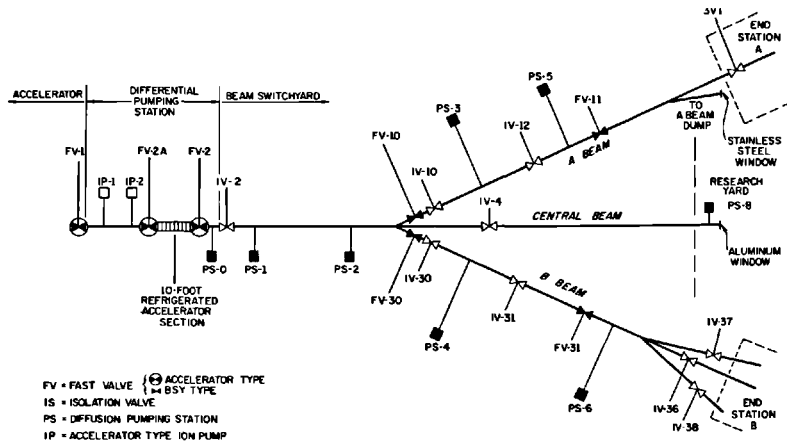 SV1
END
STATION
A
PS-5
DIFFERENTIAL
PUMPING
STATION
ACCELERATOR
BEAM SWITCHYARD
PS-3
FV-11
TO
A BEAM
DUMP
STAINLESS
STEEL
WINDOW
FV-1
FV-2A
FV-2
FV-10
IV-12
A BEAM
IP-1
IP-2
IV-2
IV-10
IV-4
RESEARCH
YARD
PS-8
CENTRAL BEAM
PS-0
PS-1
PS-2
ALUMINUM
WINDOW
10-FOOT
REFRIGERATED
ACCELERATOR
SECTION
FV-30
IV-30
B BEAM
IV-31
PS-4
FV-31
IV-37
PS-6
IV-36
IV-38
END
STATION
B
FV = FAST VALVE { ACCELERATOR TYPE
BSY TYPE
IS = ISOLATION VALVE
PS = DIFFUSION PUMPING STATION
IP = ACCELERATOR TYPE ION PUMP